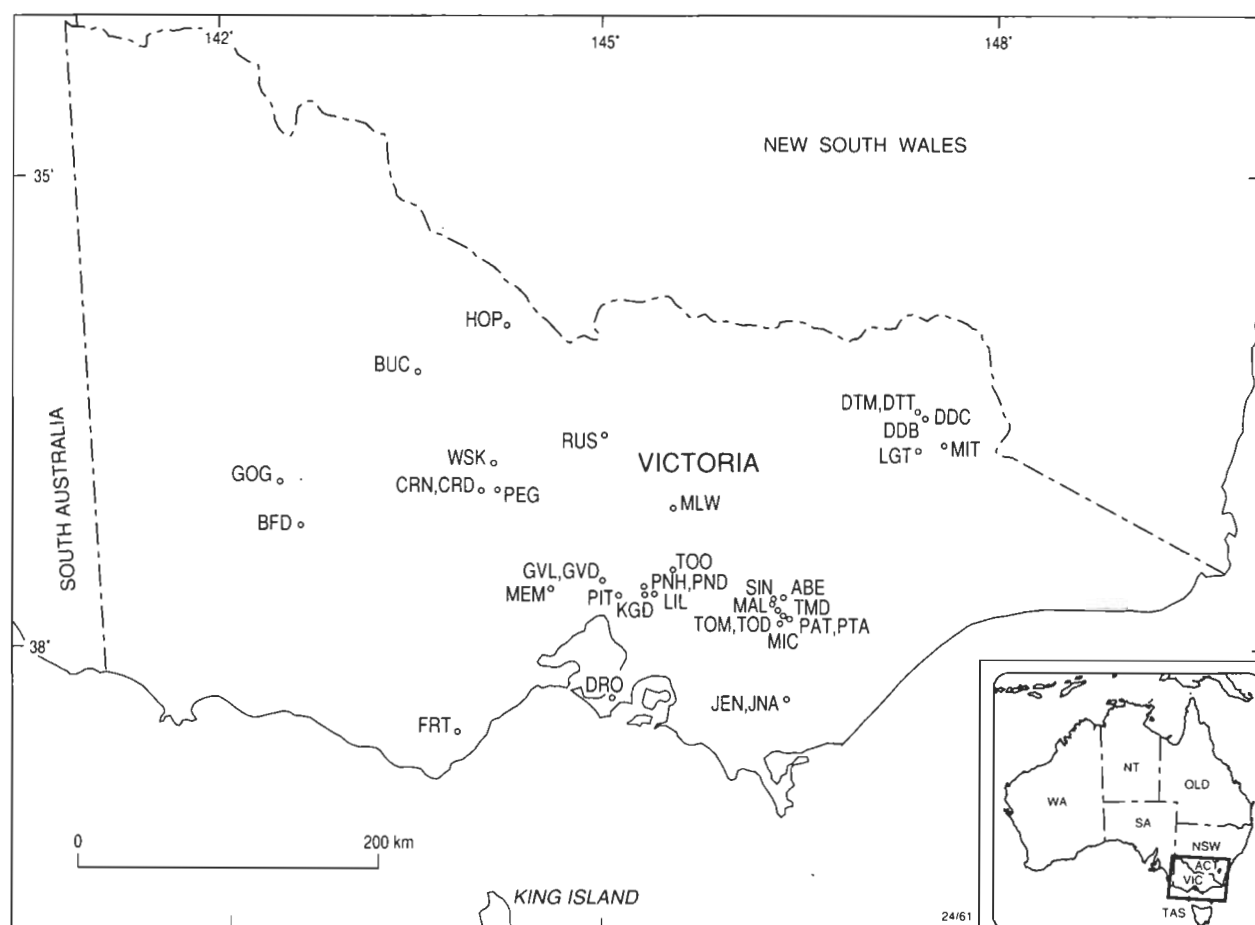 142°
145°
148°
NEW SOUTH WALES
35°
HOP
BUC
SOUTH AUSTRALIA
DTM,DTT
DDC
DDB
RUS
LGT
MIT
VICTORIA
WSK
GOG
CRN,CRD
PEG
MLW
BFD
TOO
GVL,GVD
PNH,PND
MEM
PIT
KGD
LIL
SIN
ABE
MAL
TMD
TOM,TOD
PAT,PTA
MIC
38°
DRO
JEN,JNA
FRT
0
200 km
KING ISLAND
24/61
WA
NT
QLD
SA
NSW
ACT
VIC
TAS